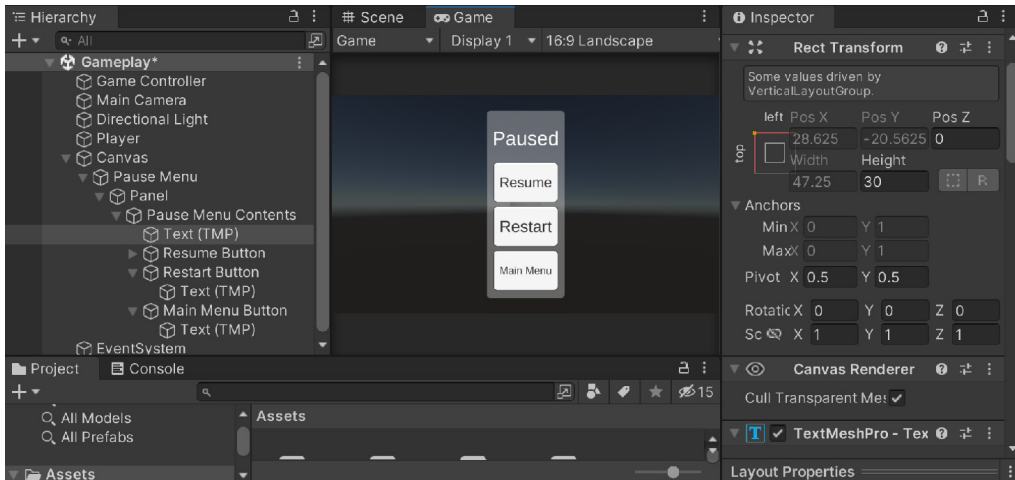 Hierarchy
All
Gameplay*
Game Controller
Main Camera
Directional Light
Player
Canvas
Pause Menu
Panel
Pause Menu Contents
Text (TMP)
Resume Button
Restart Button
Text (TMP)
Main Menu Button
Text (TMP)
EventSystem
Scene
Game
Game Display 1 16:9 Landscape
Paused
Resume
Restart
Main Menu
Inspector
Rect Transform
Some values driven by
VerticalLayoutGroup.
left Pos X Pos Y Pos Z
top
28.625 -20.5625 0
Width Height
47.25 30
R
Anchors
Min X 0 Y 1
Max X 0 Y 1
Pivot X 0.5 Y 0.5
Rotatic X 0 Y 0 Z 0
Sc X 1 Y 1 Z 1
Canvas Renderer
Cull Transparent Mes
T TextMeshPro - Tex
Layout Properties
Project
Console
15
All Models
All Prefabs
Assets
Assets